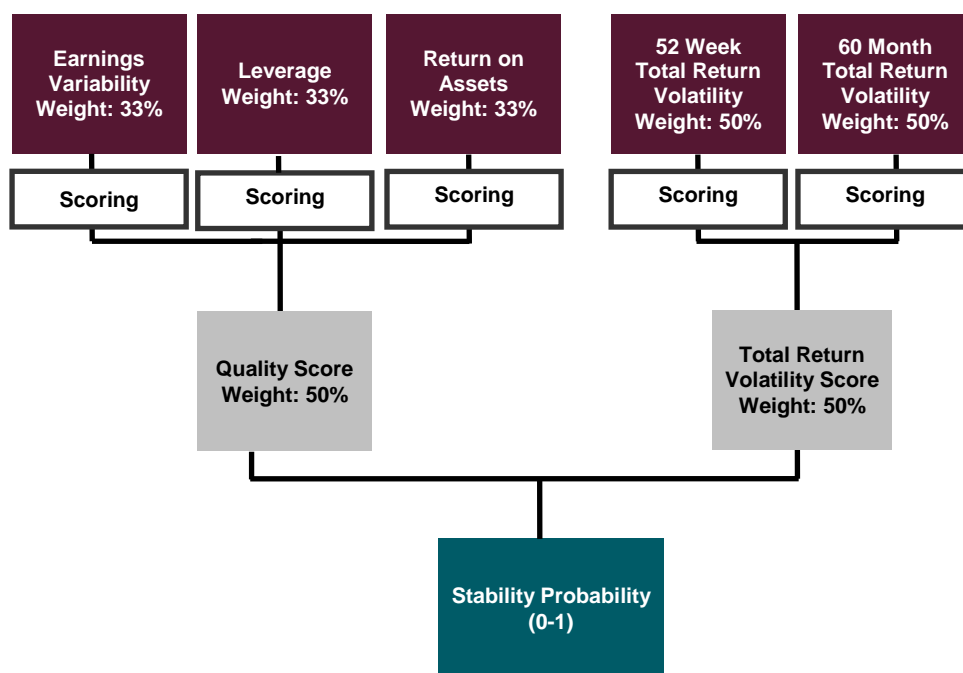 Earnings
Variability
Weight: 33%
Leverage
Weight: 33%
Return on
Assets
Weight: 33%
52 Week
Total Return
Volatility
Weight: 50%
60 Month
Total Return
Volatility
Weight: 50%
Scoring
Scoring
Scoring
Scoring
Scoring
Quality Score
Weight: 50%
Total Return
Volatility Score
Weight: 50%
Stability Probability
(0-1)